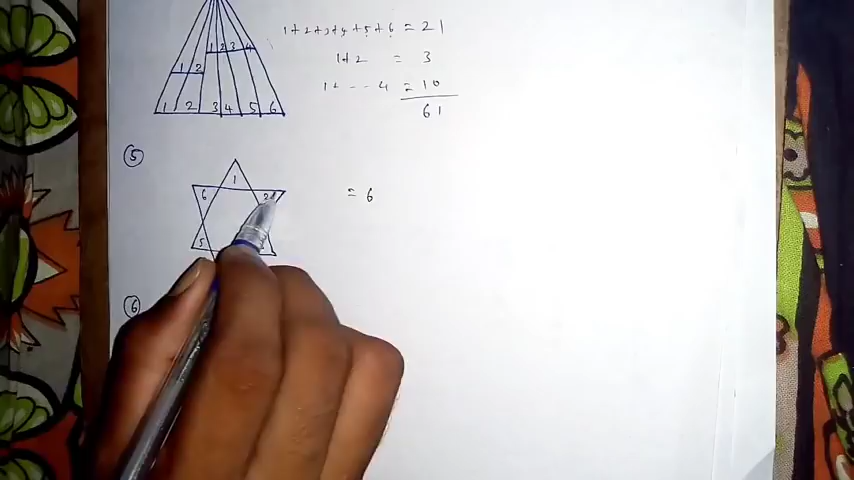 1+2+3+4+5+6 = 21
1 2 3 4
1+2 = 3
1 2
1+ - - 4 = 10
1 2 3 4 5 6
61
5
1
6 2 = 6
5
6